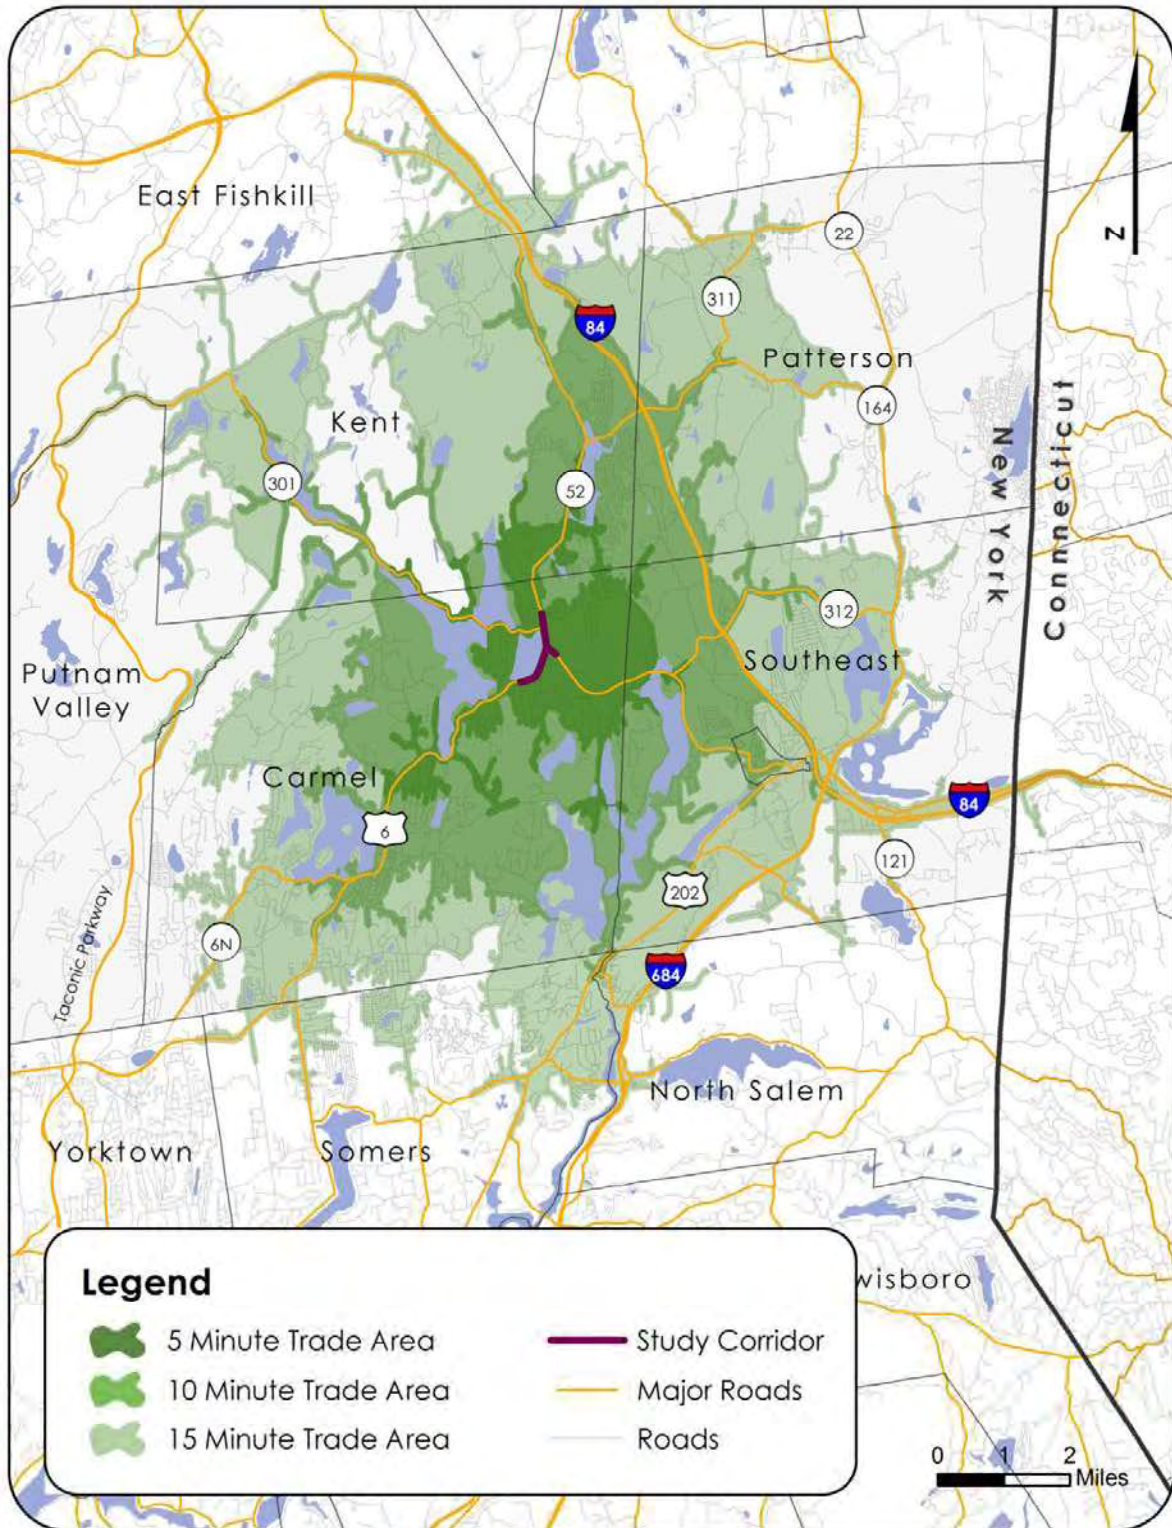 East Fishkill
22
N
311
84
Patterson
Kent
164
301
52
New York
Connnecticut
312
Southeast
Putnam
Valley
Carmel
84
6
121
202
Taconic Parkway
6N
684
North Salem
Yorktown
Somers
wisboro
Legend
5 Minute Trade Area
Study Corridor
10 Minute Trade Area
Major Roads
15 Minute Trade Area
Roads
0 1 2
Miles